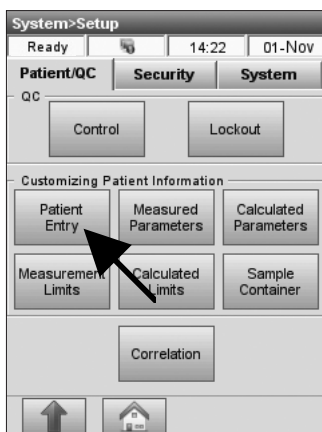 System>Setup
Ready 14:22 01-Nov
Patient/QC Security System
QC
Control Lockout
Customizing Patient Information
Patient Measured Calculated
Entry Parameters Parameters
Measurement Calculated Sample
Limits Limits Container
Correlation